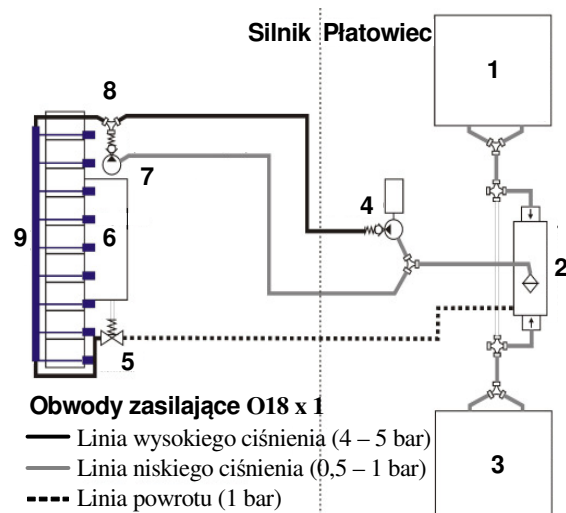 Silnik Płatowiec
1
8
7
4
9
6
2
5
Obwody zasilające O18 x 1
Linia wysokiego ciśnienia (4 – 5 bar)
Linia niskiego ciśnienia (0,5 – 1 bar)
Linia powrotu (1 bar)
3